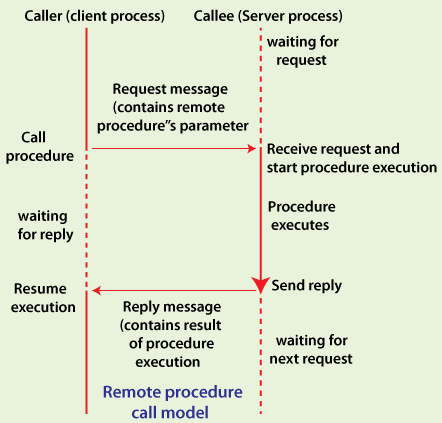 Caller (client process)
Callee (Server process)
waiting for
request
Request message
(contains remote
procedure"s parameter
Call
procedure
Receive request and
start procedure execution
waiting
for reply
Procedure
executes
Resume
execution
Send reply
Reply message
(contains result
of procedure
execution
waiting for
next request
Remote procedure
call model